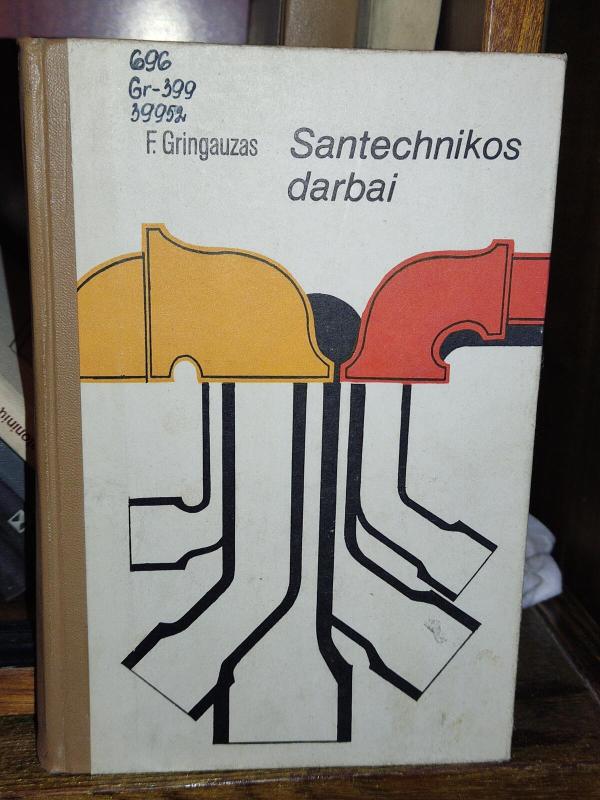 696
Gr-399
39952
F. Gringauzas
Santechnikos
darbai